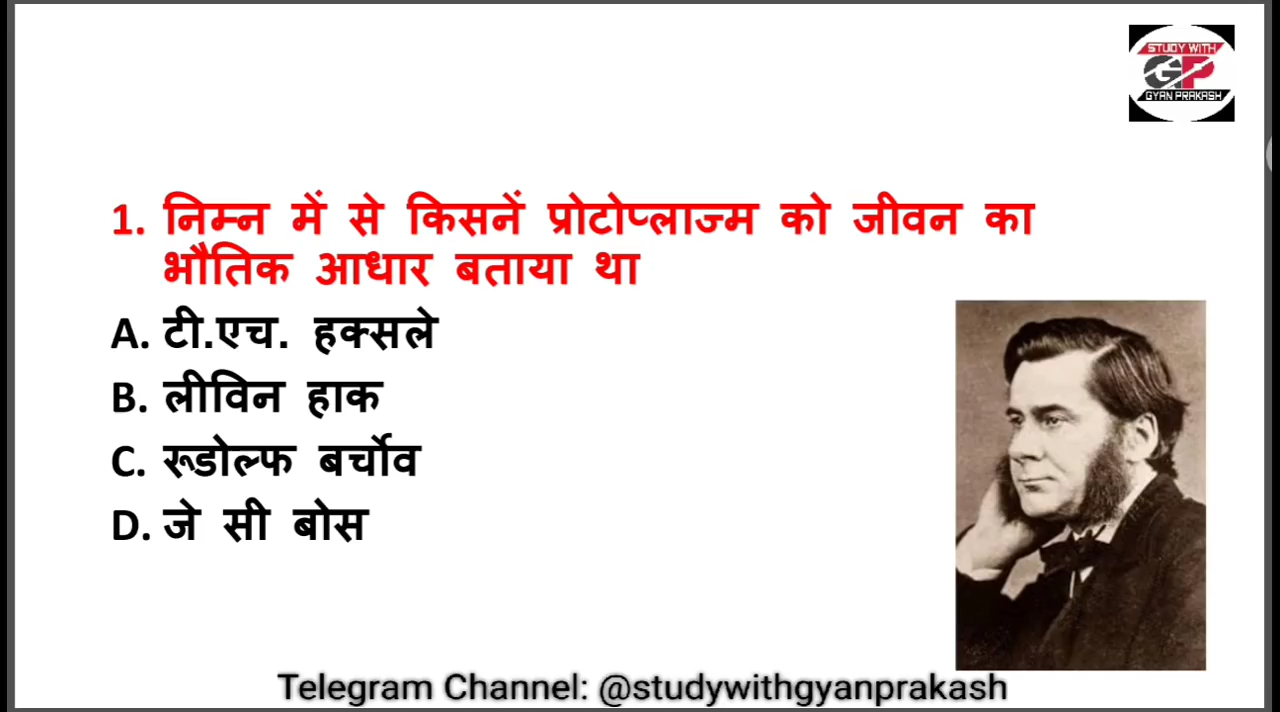 STUDY WITH
GP
GYAN PRAKASH
1. निम्न में से किसनें प्रोटोप्लाज्म को जीवन का
भौतिक आधार बताया था
A. टी.एच. हक्सले
B. लीविन हाक
C. रूडोल्फ बर्चोव
D. जे सी बोस
Telegram Channel: @studywithgyanprakash